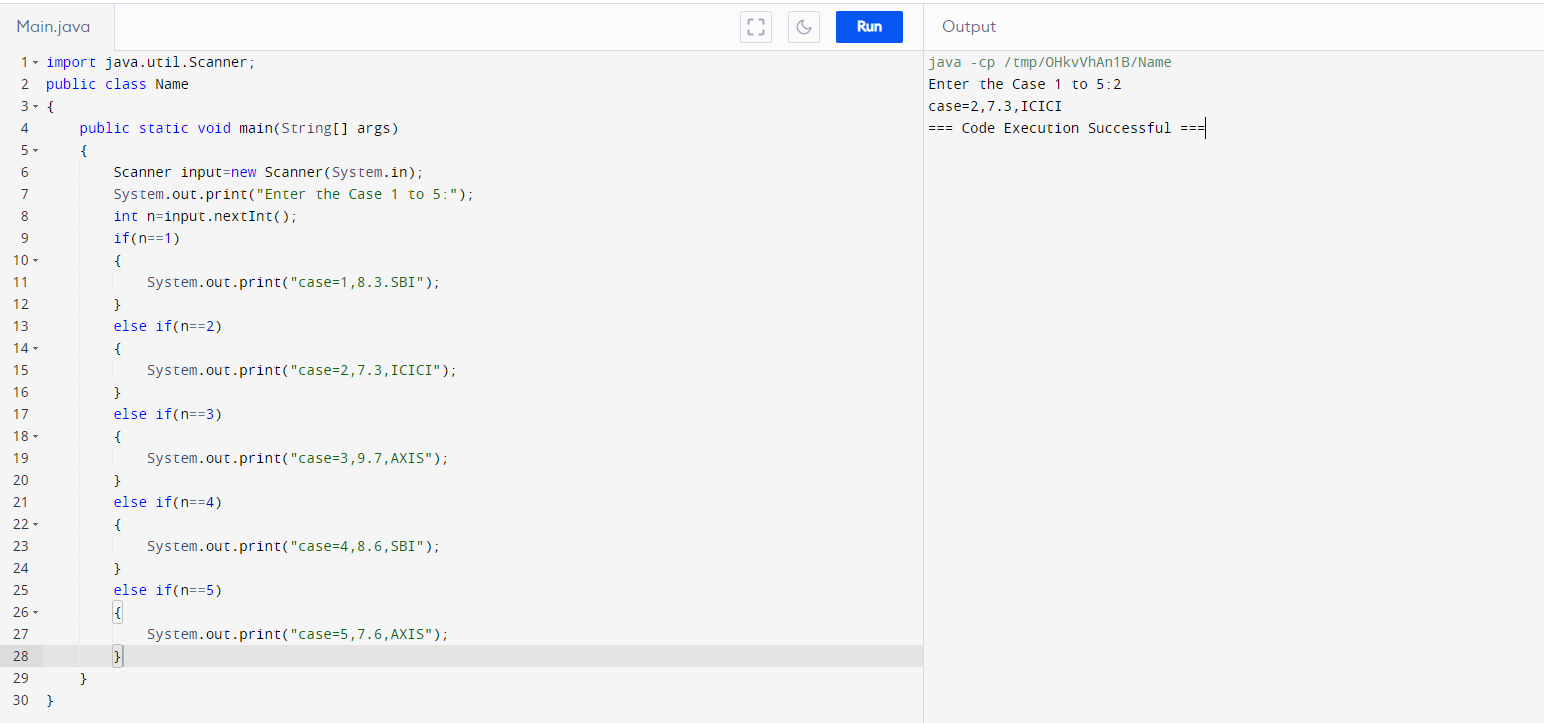 Main.java
Run
Output
1 import java.util.Scanner;
2 public class Name
3 {
4     public static void main(String[] args)
5     {
6         Scanner input=new Scanner(System.in);
7         System.out.print("Enter the Case 1 to 5:");
8         int n=input.nextInt();
9         if(n==1)
10         {
11             System.out.print("case=1,8.3.SBI");
12         }
13         else if(n==2)
14         {
15             System.out.print("case=2,7.3,ICICI");
16         }
17         else if(n==3)
18         {
19             System.out.print("case=3,9.7,AXIS");
20         }
21         else if(n==4)
22         {
23             System.out.print("case=4,8.6,SBI");
24         }
25         else if(n==5)
26         {
27             System.out.print("case=5,7.6,AXIS");
28         }
29     }
30 }
java -cp /tmp/OHkvVhAn1B/Name
Enter the Case 1 to 5:2
case=2,7.3,ICICI
=== Code Execution Successful ===